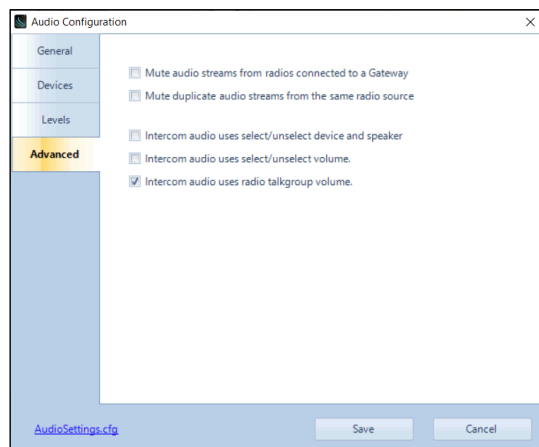 Audio Configuration
General
Devices
Levels
Advanced
Mute audio streams from radios connected to a Gateway
Mute duplicate audio streams from the same radio source
Intercom audio uses select/unselect device and speaker
Intercom audio uses select/unselect volume.
Intercom audio uses radio talkgroup volume.
AudioSettings.cfg
Save
Cancel